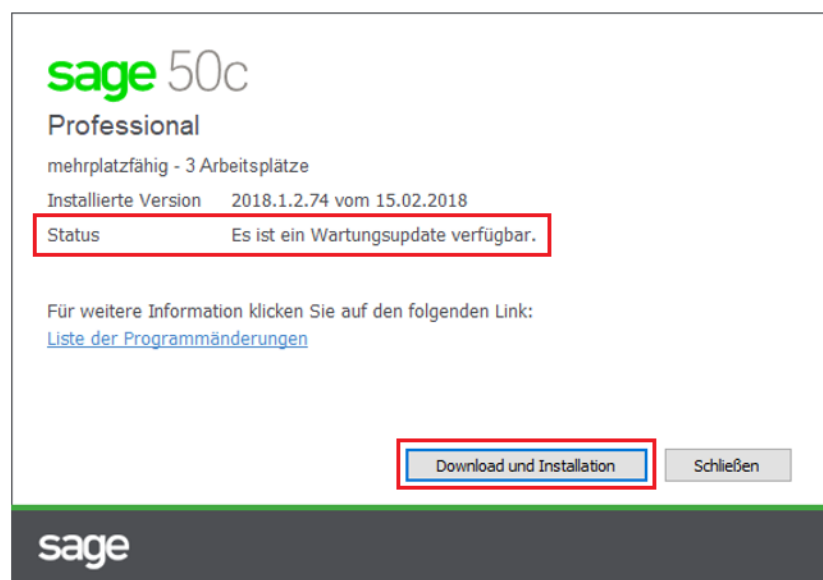 sage 50c
Professional
mehrplatzfähig - 3 Arbeitsplätze
Installierte Version 2018.1.2.74 vom 15.02.2018
Status Es ist ein Wartungsupdate verfügbar.
Für weitere Information klicken Sie auf den folgenden Link:
Liste der Programmänderungen
Download und Installation Schließen
sage